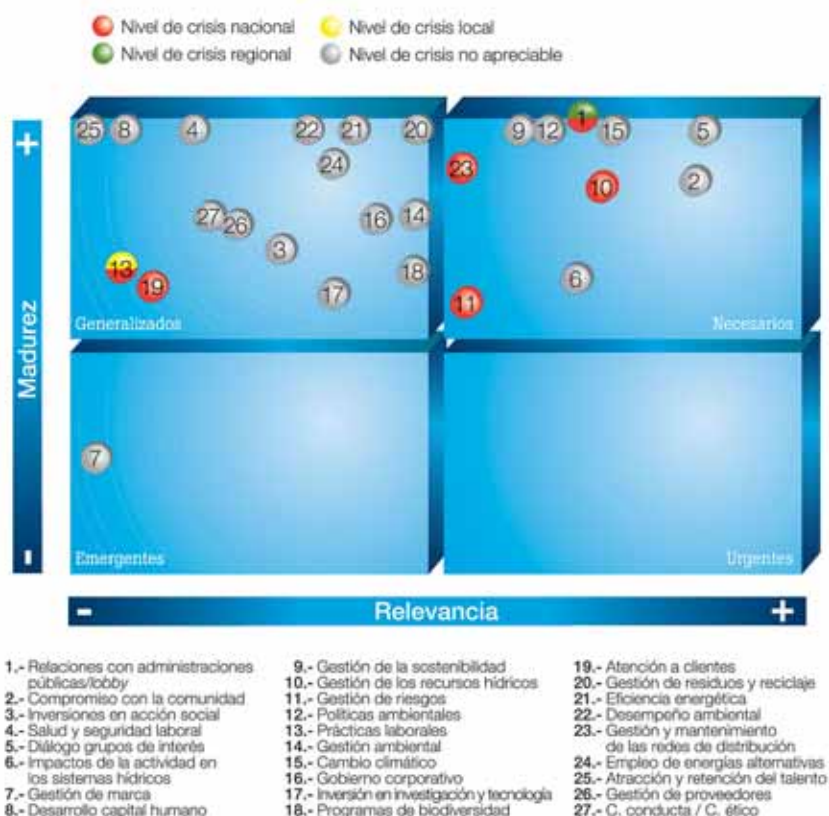 Nivel de crisis nacional
Nivel de crisis local
Nivel de crisis regional
Nivel de crisis no apreciable
+
Madurez
-
25 8 4 22 21 20
24
27 26 16 14
3
13 19 17 18
Generalizados
9 12 1 15 5
23 10 2
6
11
Necesarios
7
Emergentes
Urgentes
- Relevancia +
1.- Relaciones con administraciones
públicas/lobby
2.- Compromiso con la comunidad
3.- Inversiones en acción social
4.- Salud y seguridad laboral
5.- Diálogo grupos de interés
6.- Impactos de la actividad en
los sistemas hídricos
7.- Gestión de marca
8.- Desarrollo capital humano
9.- Gestión de la sostenibilidad
10.- Gestión de los recursos hídricos
11.- Gestión de riesgos
12.- Políticas ambientales
13.- Prácticas laborales
14.- Gestión ambiental
15.- Cambio climático
16.- Gobierno corporativo
17.- Inversión en investigación y tecnología
18.- Programas de biodiversidad
19.- Atención a clientes
20.- Gestión de residuos y reciclaje
21.- Eficiencia energética
22.- Desempeño ambiental
23.- Gestión y mantenimiento
de las redes de distribución
24.- Empleo de energías alternativas
25.- Atracción y retención del talento
26.- Gestión de proveedores
27.- C. conducta / C. ético